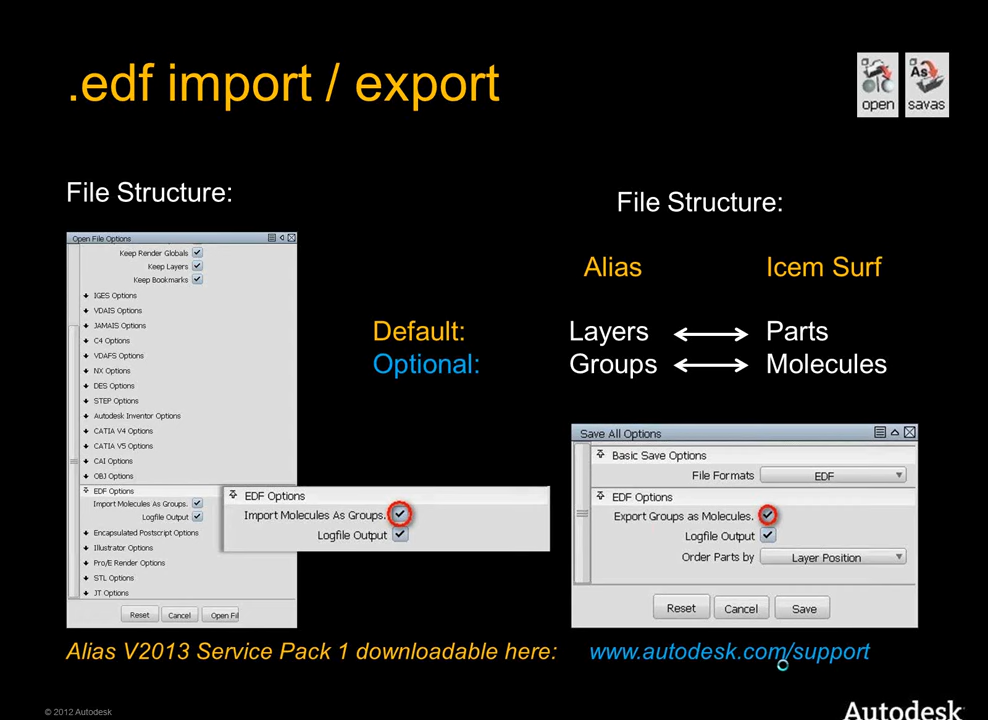 .edf import / export
open
As
savas
File Structure:
File Structure:
Open File Options
Keep Render Globals
Keep Layers
Keep Bookmarks
IGES Options
VDAIS Options
JAMAIS Options
C4 Options
VDAFS Options
NX Options
DES Options
STEP Options
Autodesk Inventor Options
CATIA V4 Options
CATIA V5 Options
CAI Options
OBJ Options
EDF Options
Import Molecules As Groups.
Logfile Output
Encapsulated Postscript Options
Illustrator Options
Pro/E Render Options
STL Options
JT Options
Reset Cancel Open Fil
EDF Options
Import Molecules As Groups.
Logfile Output
Alias Icem Surf
Default: Layers Parts
Optional: Groups Molecules
Save All Options
Basic Save Options
File Formats EDF
EDF Options
Export Groups as Molecules.
Logfile Output
Order Parts by Layer Position
Reset Cancel Save
Alias V2013 Service Pack 1 downloadable here: www.autodesk.com/support
© 2012 Autodesk
Autodesk